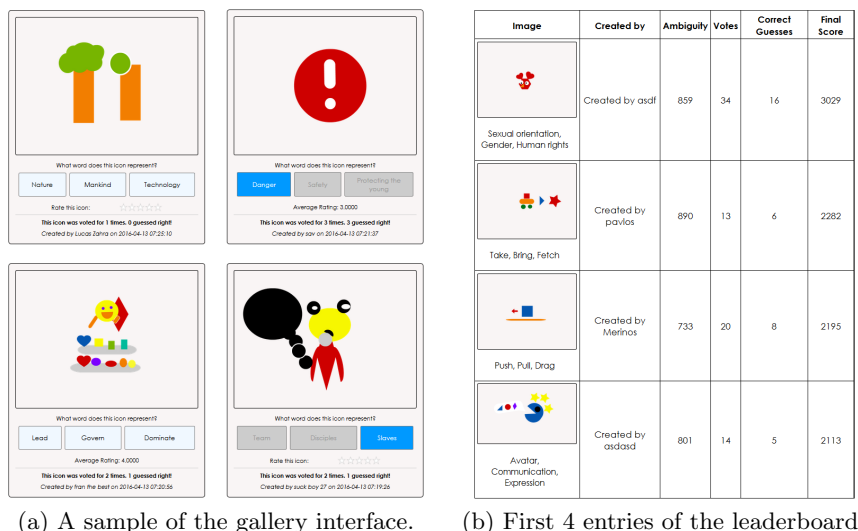 What word does this icon represent?
Nature Mankind Technology
Rate this icon:
This icon was voted for 1 times. 0 guessed right!
Created by Lucas Zahra on 2016-04-13 07:25:10
What word does this icon represent?
Danger Safety Protecting the young
Average Rating: 3.0000
This icon was voted for 3 times. 3 guessed right!
Created by sav on 2016-04-13 07:21:37
What word does this icon represent?
Lead Govern Dominate
Average Rating: 4.0000
This icon was voted for 2 times. 1 guessed right!
Created by fran the best on 2016-04-13 07:20:56
What word does this icon represent?
Team Disciples Slaves
Rate this icon:
This icon was voted for 2 times. 1 guessed right!
Created by suck boy 27 on 2016-04-13 07:19:26
(a) A sample of the gallery interface.
Image Created by Ambiguity Votes Correct Guesses Final Score
Created by asdf 859 34 16 3029
Sexual orientation,
Gender, Human rights
Created by
pavlos
890 13 6 2282
Take, Bring, Fetch
Created by
Merinos
733 20 8 2195
Push, Pull, Drag
Created by
asdasd
801 14 5 2113
Avatar,
Communication,
Expression
(b) First 4 entries of the leaderboard